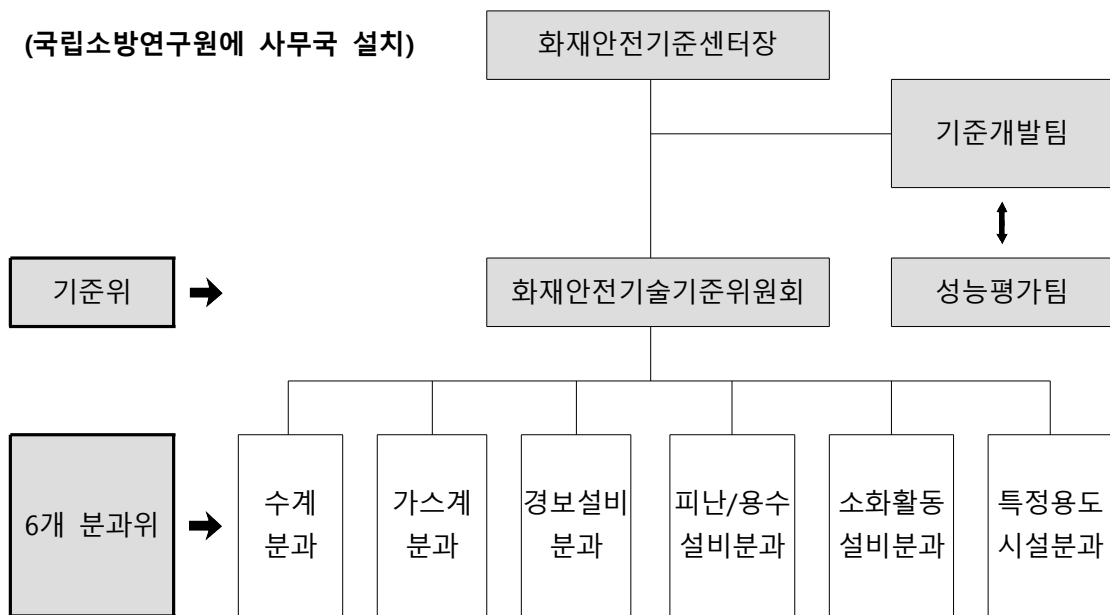 (국립소방연구원에 사무국 설치)
화재안전기준센터장
기준개발팀
기준위
화재안전기술기준위원회
성능평가팀
6개 분과위
수계
분과
가스계
분과
경보설비
분과
피난/용수
설비분과
소화활동
설비분과
특정용도
시설분과